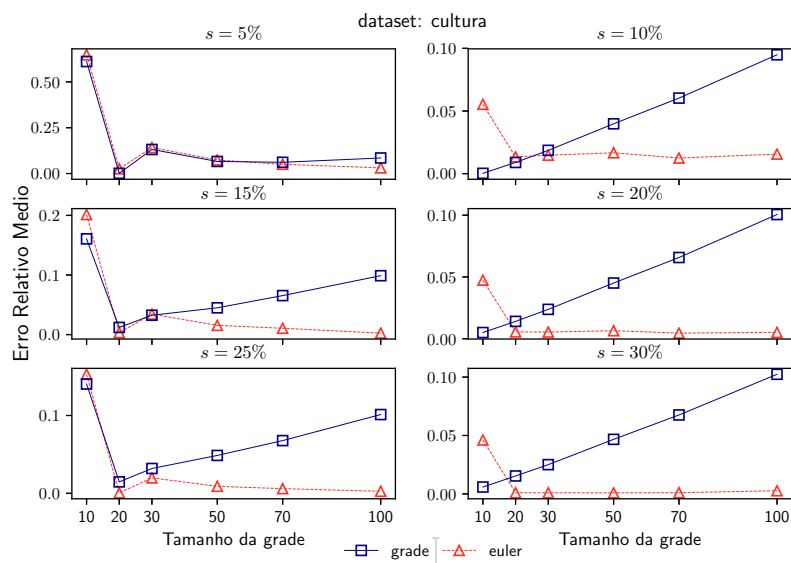 dataset: cultura
s = 5%
s = 10%
0.50
0.25
0.00
0.10
0.05
0.00
s = 15%
s = 20%
0.2
0.1
0.0
0.10
0.05
0.00
s = 25%
s = 30%
0.1
0.0
0.10
0.05
0.00
10 20 30 50 70 100
10 20 30 50 70 100
Erro Relativo Medio
Tamanho da grade
Tamanho da grade
grade euler